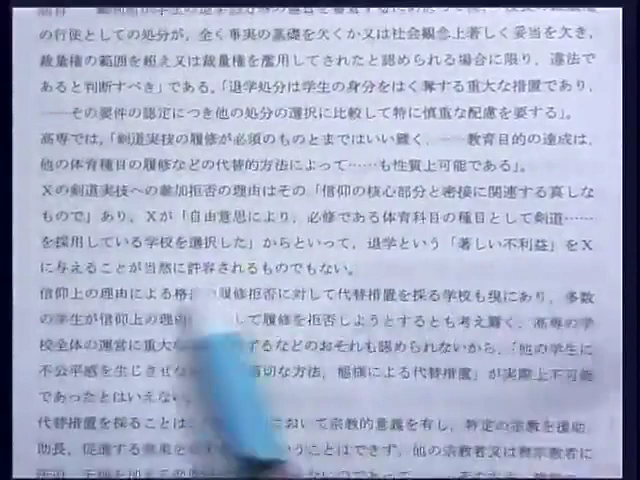 の行使としての処分が，全く事実の基礎を欠くか又は社会観念上著しく妥当を欠き，
裁量権の範囲を超え又は裁量権を濫用してされたと認められる場合に限り，違法で
あると判断すべき」である。「退学処分は学生の身分をはく奪する重大な措置であり，
……その要件の認定につき他の処分の選択に比較して特に慎重な配慮を要する」。
高専では，「剣道実技の履修が必須のものとまではいい難く，……教育目的の達成は，
他の体育種目の履修などの代替的方法によって……も性質上可能である」。
Xの剣道実技への参加拒否の理由はその「信仰の核心部分と密接に関連する真しな
もので」あり，Xが「自由意思により，必修である体育科目の種目として剣道……
を採用している学校を選択した」からといって，退学という「著しい不利益」をX
に与えることが当然に許容されるものでもない。
信仰上の理由による格 履修拒否に対して代替措置を採る学校も現にあり，多数
の学生が信仰上の理由 して履修を拒否しようとするとも考え難く，高専の学
校全体の運営に重大な ずるなどのおそれも認められないから，「他の学生に
不公平感を生じさせな 適切な方法，態様による代替措置」が実際上不可能
であったとはいえない
代替措置を採ることは において宗教的意義を有し，特定の宗教を援助，
助長，促進する効果を いうことはできず，他の宗教者又は無宗教者に